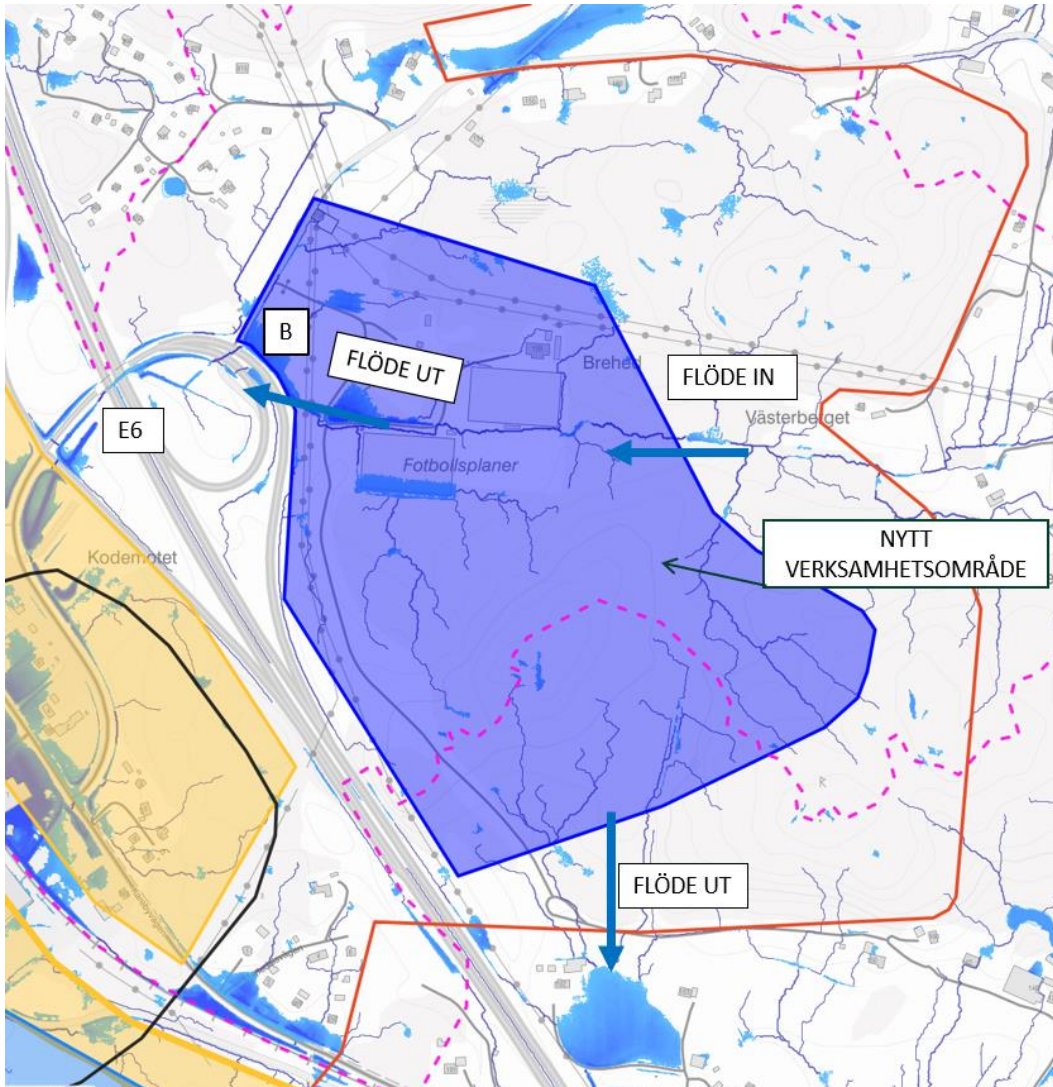 B
FLÖDE UT
Brehed
FLÖDE IN
Västerberget
E6
Fotbollsplaner
Kodemotet
NYTT
VERKSAMHETSOMRÅDE
FLÖDE UT